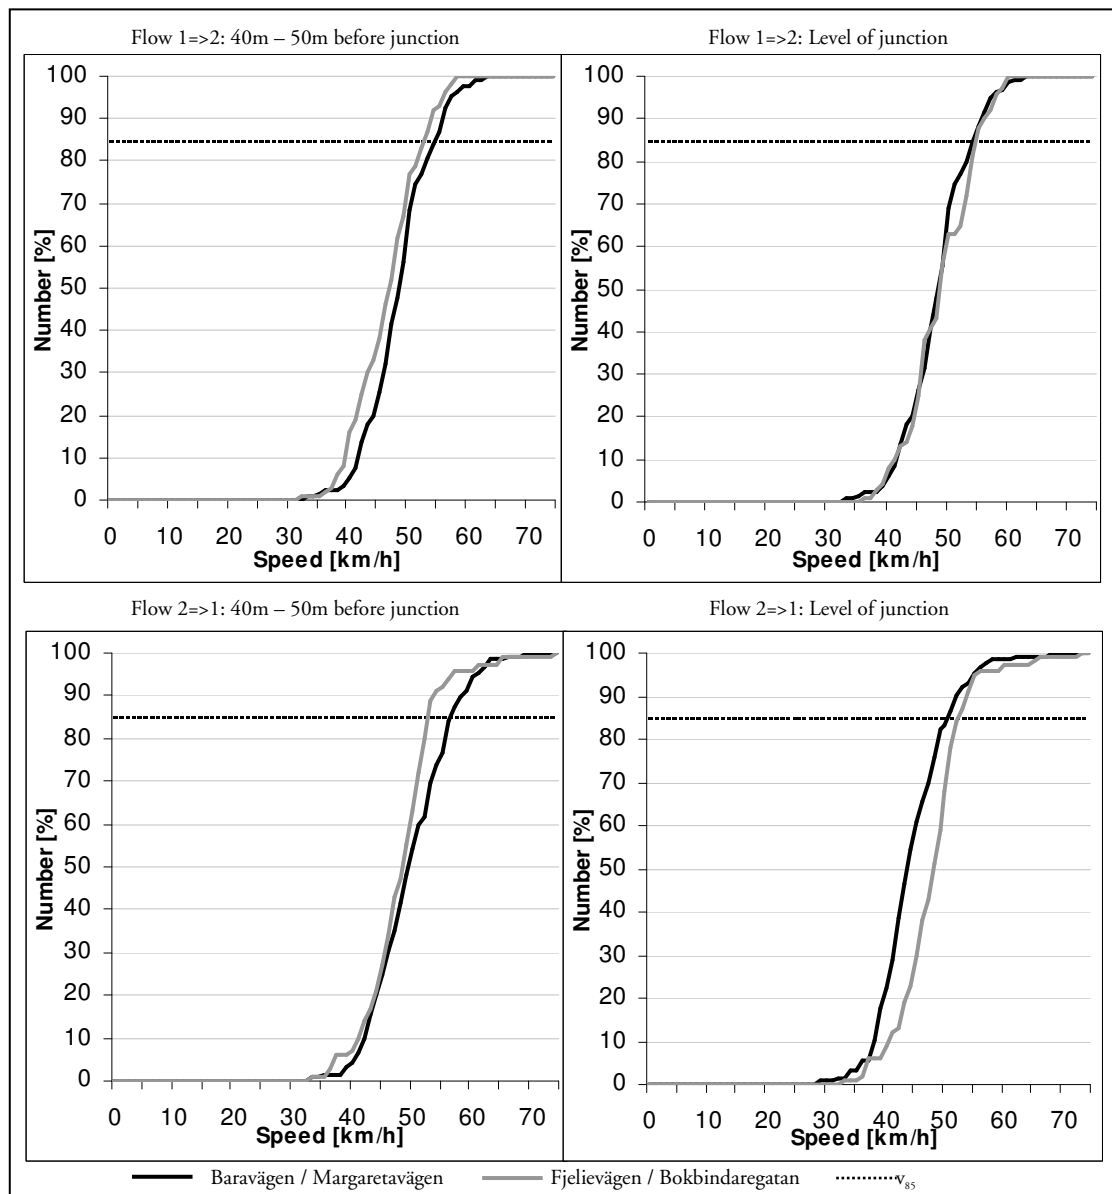 Flow 1=>2: 40m – 50m before junction
100
90
80
70
60
50
40
30
20
10
0
Number [%]
0 10 20 30 40 50 60 70
Speed [km/h]
Flow 1=>2: Level of junction
100
90
80
70
60
50
40
30
20
10
0
Number [%]
0 10 20 30 40 50 60 70
Speed [km/h]
Flow 2=>1: 40m – 50m before junction
100
90
80
70
60
50
40
30
20
10
0
Number [%]
0 10 20 30 40 50 60 70
Speed [km/h]
Flow 2=>1: Level of junction
100
90
80
70
60
50
40
30
20
10
0
Number [%]
0 10 20 30 40 50 60 70
Speed [km/h]
Baravägen / Margaretavägen Fjelievägen / Bokbindaregatan v85